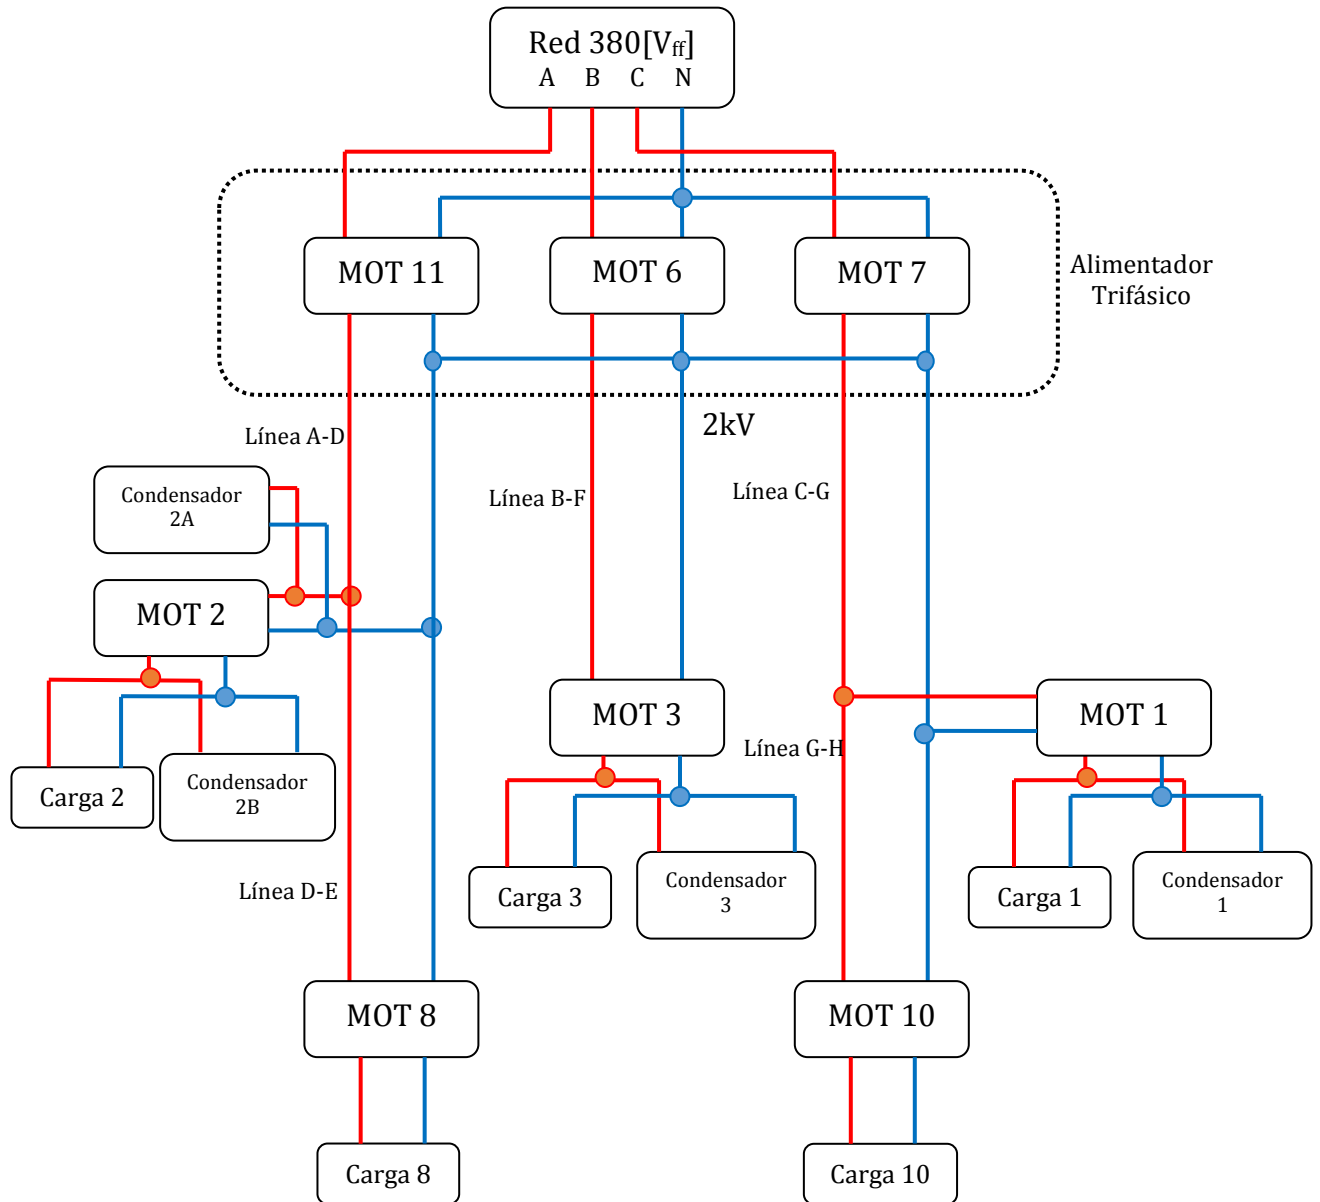 Red 380[Vff]
A B C N
MOT 11
MOT 6
MOT 7
Alimentador
Trifásico
2kV
Línea A-D
Línea B-F
Línea C-G
Condensador
2A
MOT 2
Carga 2
Condensador
2B
MOT 3
Línea G-H
MOT 1
Carga 3
Condensador
3
Carga 1
Condensador
1
Línea D-E
MOT 8
MOT 10
Carga 8
Carga 10